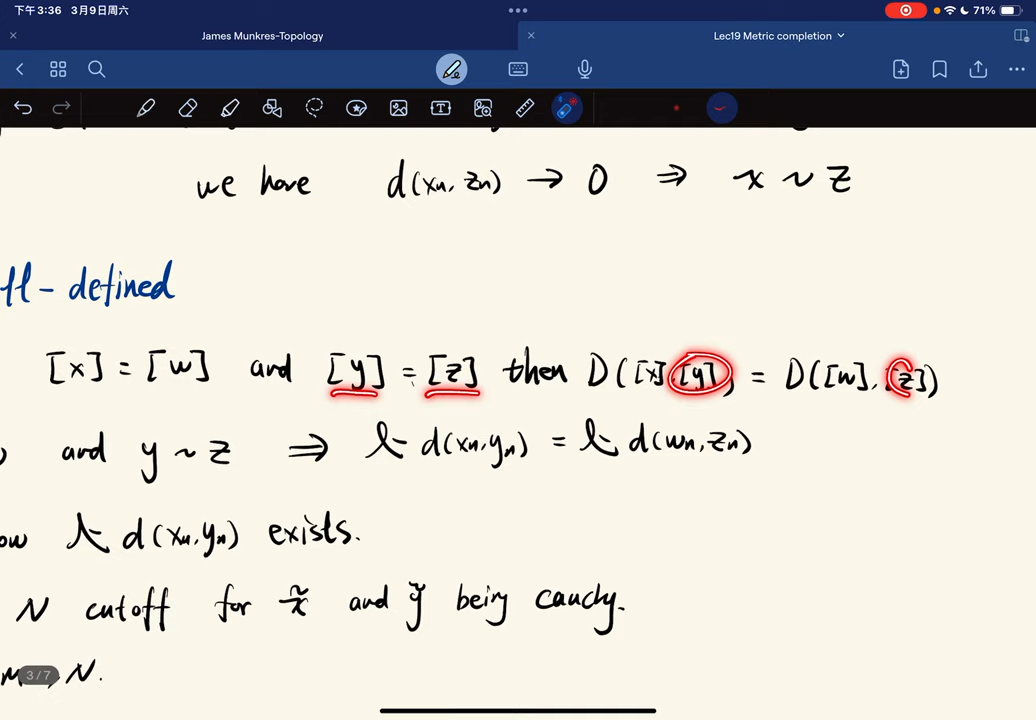 下午3:36 3月9日周六 71%
James Munkres-Topology
Lec19 Metric completion
we have d(xn, zn) → 0 ⇒ x ~ z
ll-defined
[x] = [w] and [y] = [z] then D([x], [y]) = D([w], [z])
and y ~ z ⇒ lim d(xn, yn) = lim d(wn, zn)
ow lim d(xn, yn) exists.
N cutoff for x̃ and ỹ being cauchy.
3/7 N.